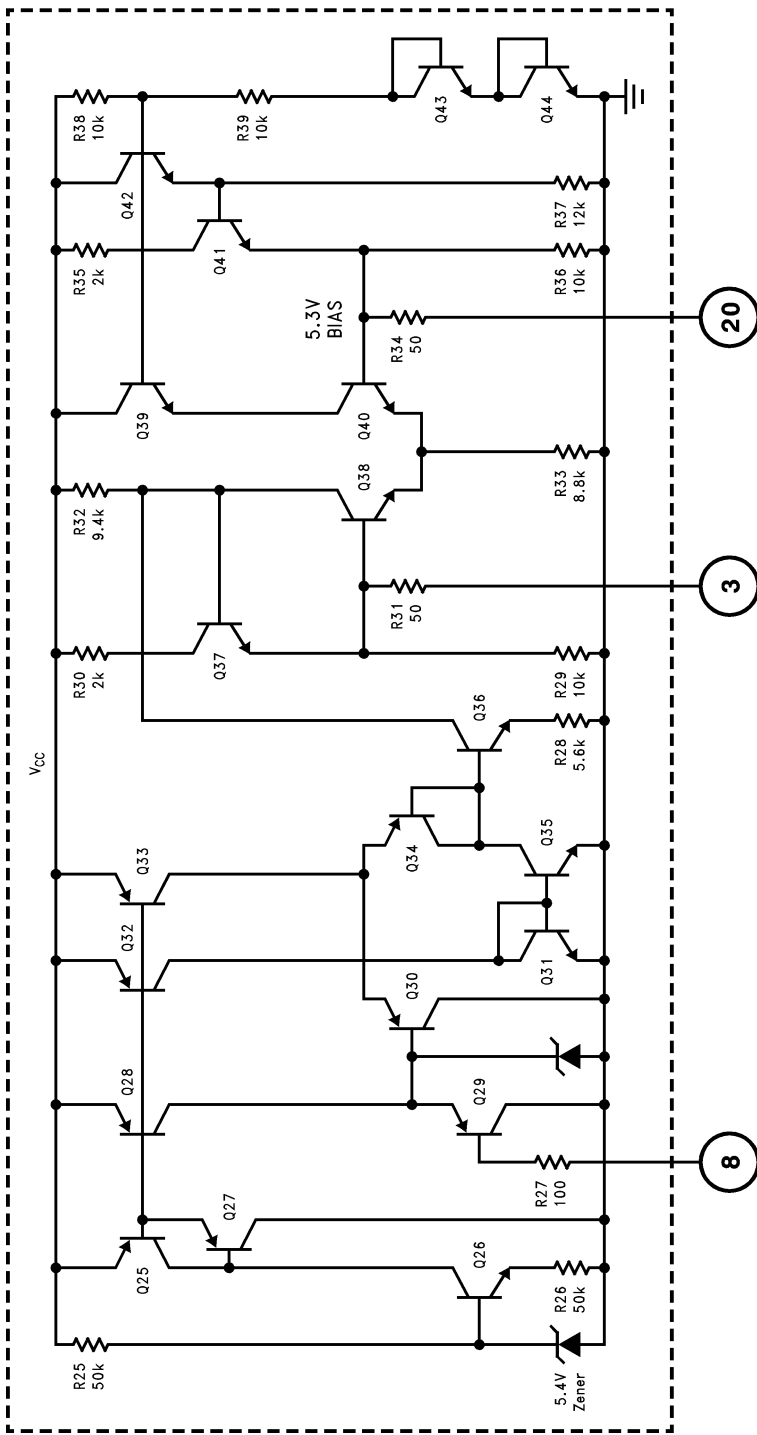 VCC
R25
50k
R30
2k
R32
9.4k
R35
2k
R38
10k
Q25
Q28
Q32
Q33
Q39
Q42
Q27
Q37
Q41
R39
10k
5.3V
BIAS
Q38
Q40
Q30
Q34
R31
50
R34
50
Q43
Q26
Q29
Q36
R27
100
Q31
Q35
Q44
5.4V
Zener
R26
50k
R28
5.6k
R29
10k
R33
8.8k
R36
10k
R37
12k
8
3
20